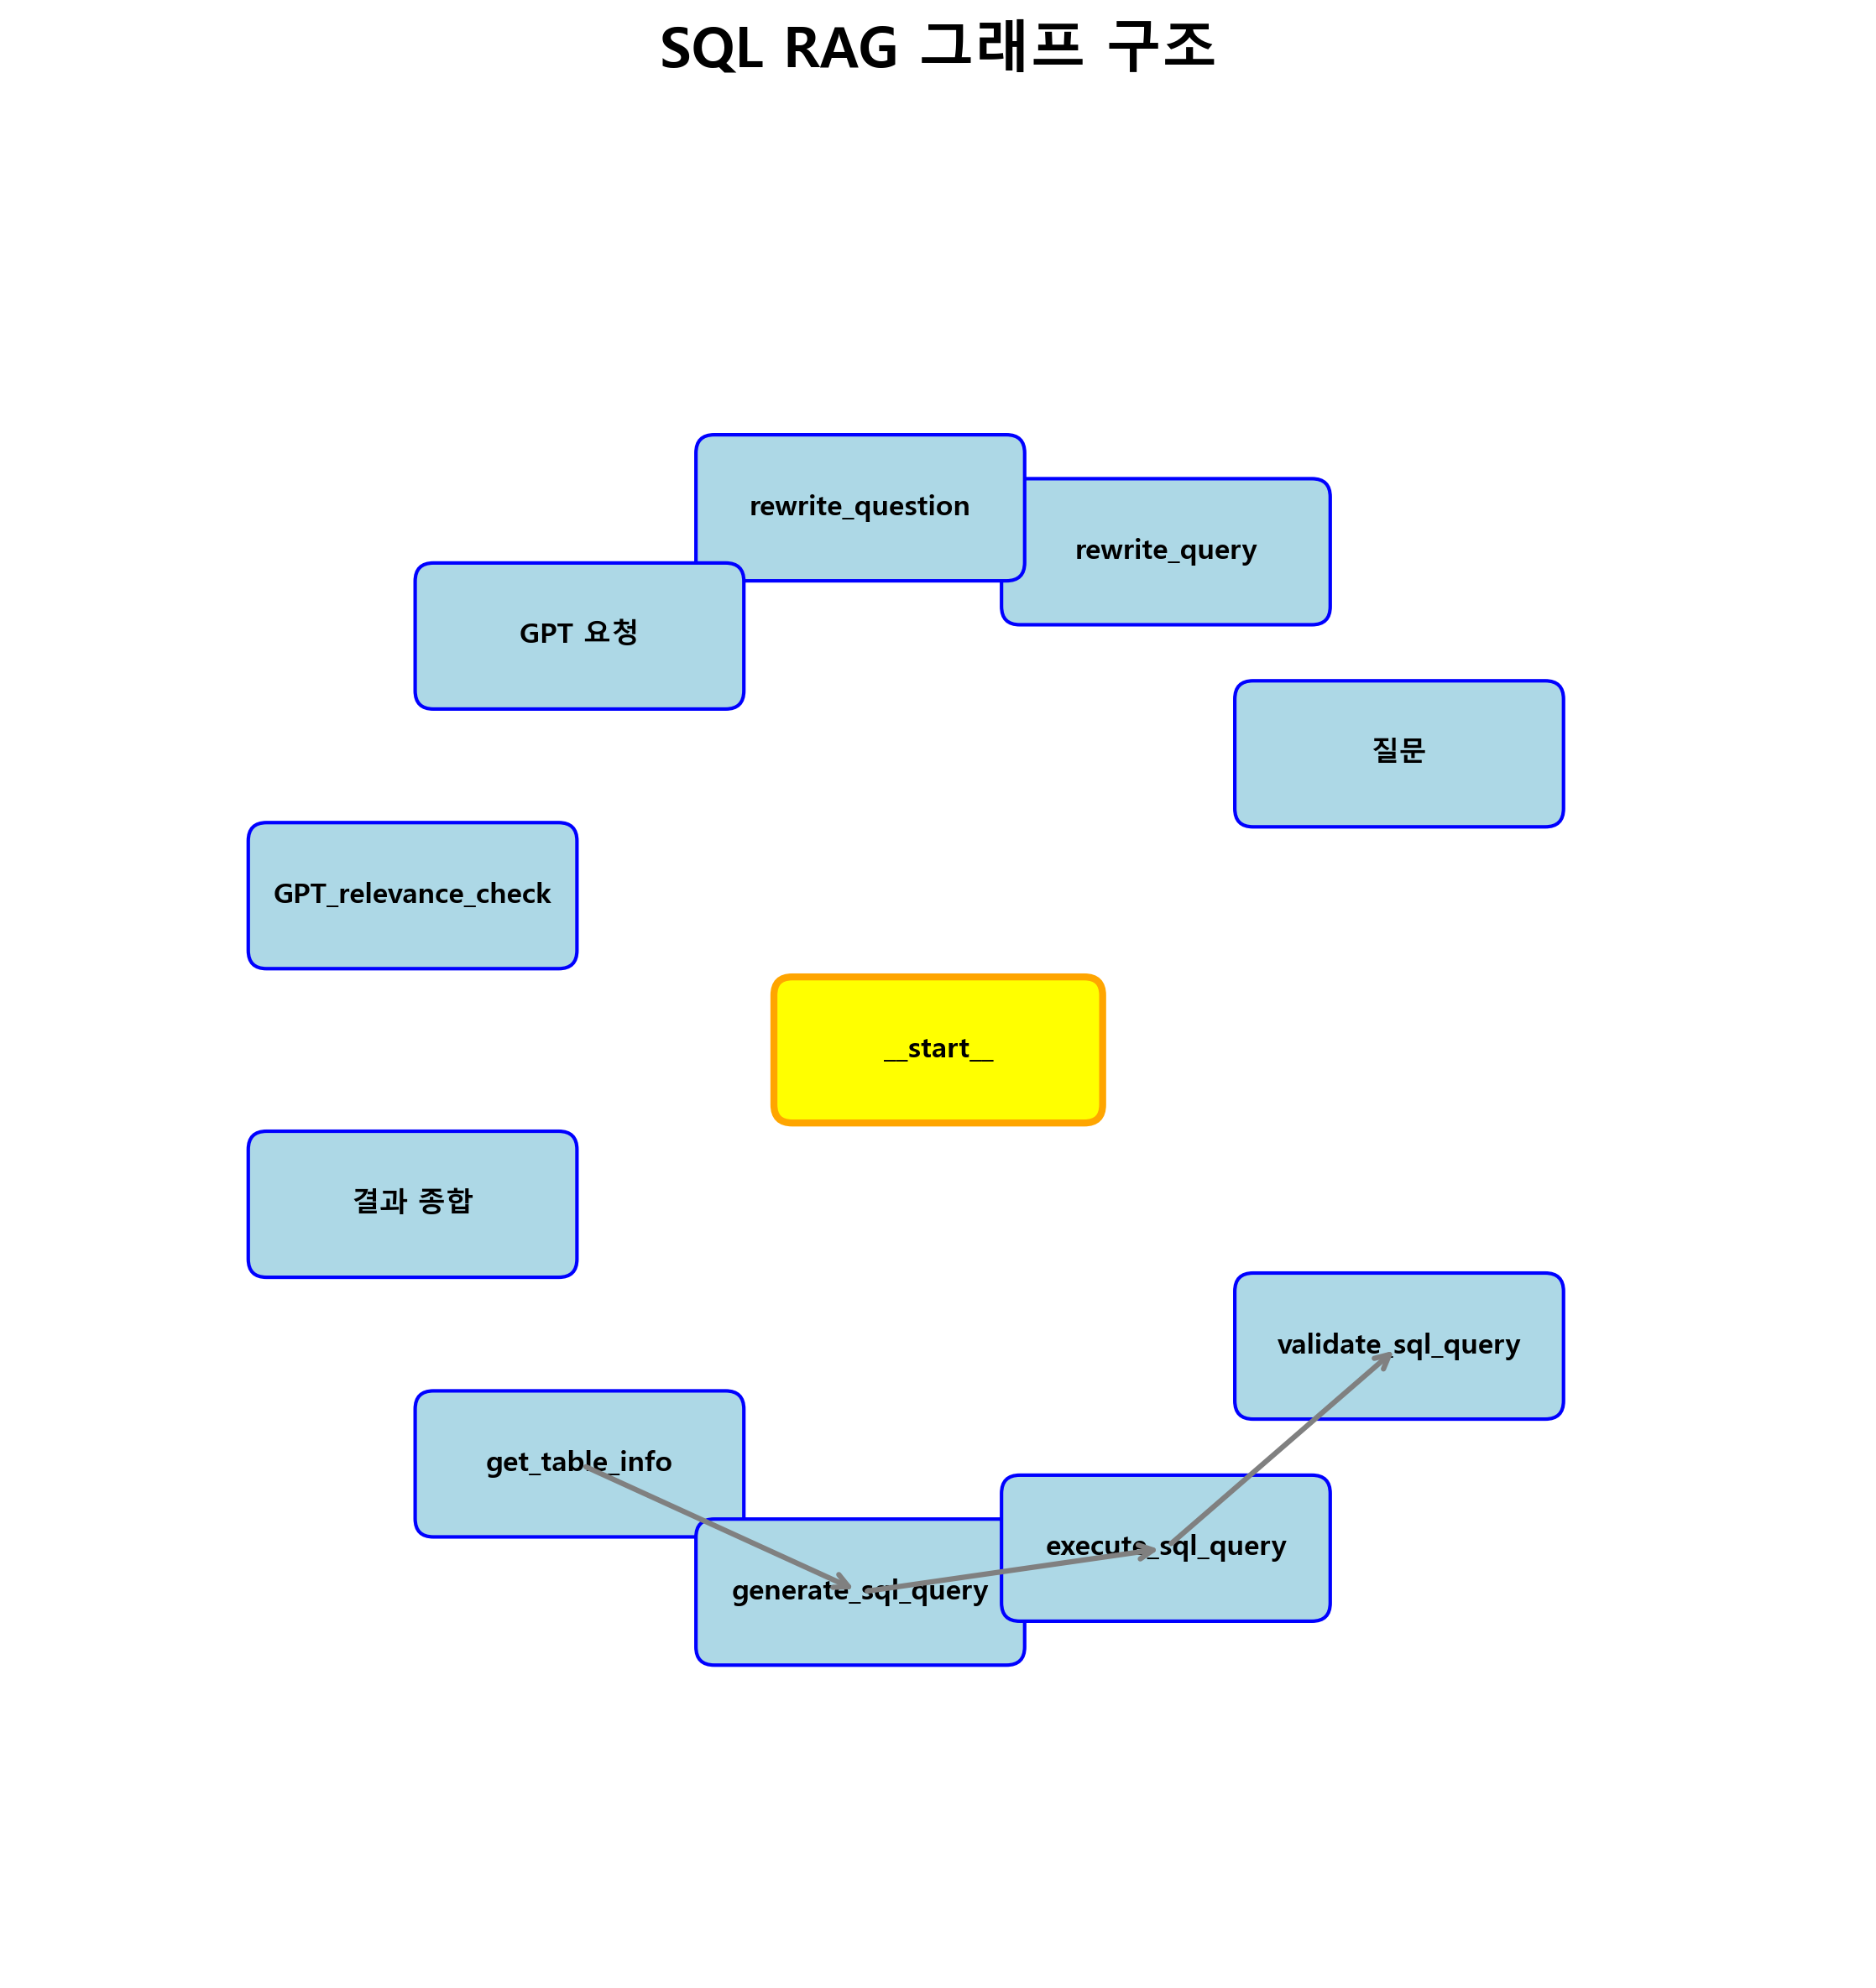 SQL RAG 그래프 구조
rewrite_question
rewrite_query
GPT 요청
질문
GPT_relevance_check
__start__
결과 종합
validate_sql_query
get_table_info
execute_sql_query
generate_sql_query